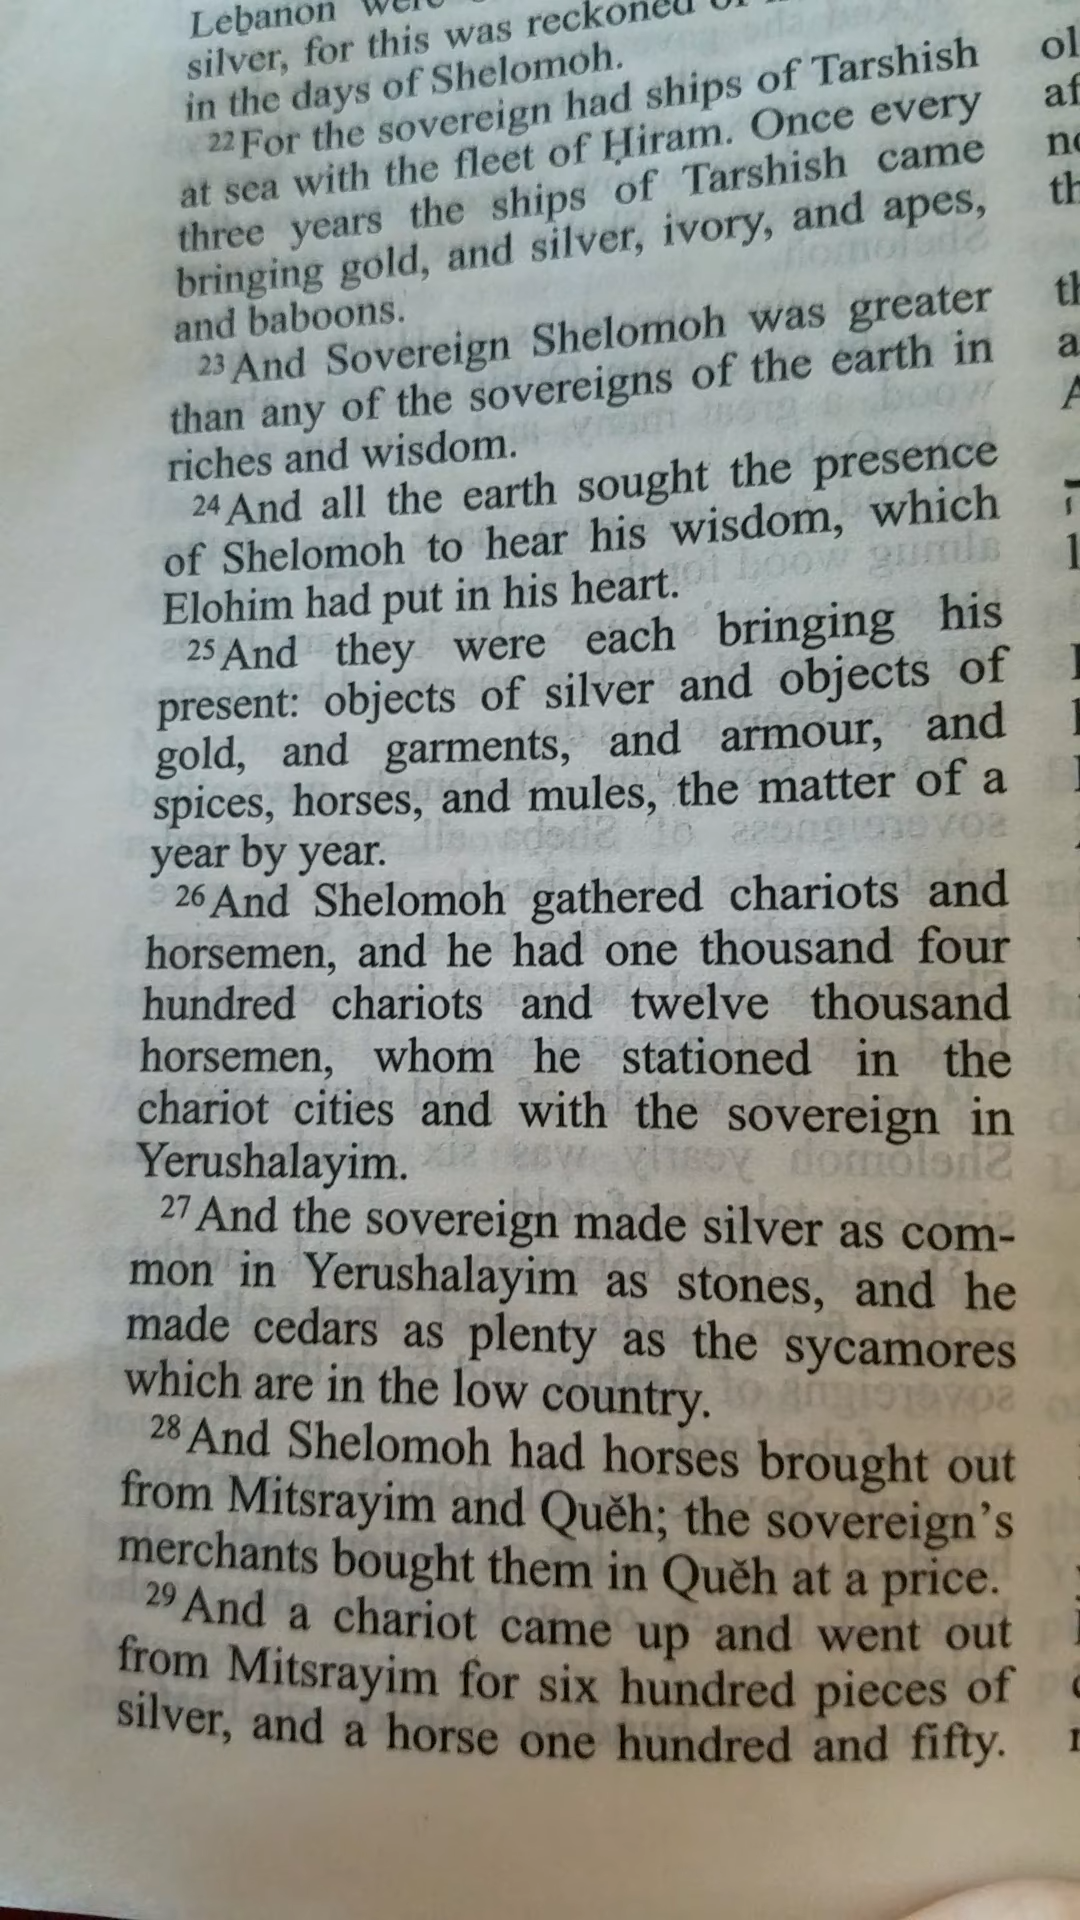 Lebanon were
silver, for this was reckoned
in the days of Shelomoh.
22 For the sovereign had ships of Tarshish
at sea with the fleet of Ḥiram. Once every
three years the ships of Tarshish came
bringing gold, and silver, ivory, and apes,
and baboons.
23 And Sovereign Shelomoh was greater
than any of the sovereigns of the earth in
riches and wisdom.
24 And all the earth sought the presence
of Shelomoh to hear his wisdom, which
Elohim had put in his heart.
25 And they were each bringing his
present: objects of silver and objects of
gold, and garments, and armour, and
spices, horses, and mules, the matter of a
year by year.
26 And Shelomoh gathered chariots and
horsemen, and he had one thousand four
hundred chariots and twelve thousand
horsemen, whom he stationed in the
chariot cities and with the sovereign in
Yerushalayim.
27 And the sovereign made silver as com-
mon in Yerushalayim as stones, and he
made cedars as plenty as the sycamores
which are in the low country.
28 And Shelomoh had horses brought out
from Mitsrayim and Quĕh; the sovereign's
merchants bought them in Quĕh at a price.
29 And a chariot came up and went out
from Mitsrayim for six hundred pieces of
silver, and a horse one hundred and fifty.